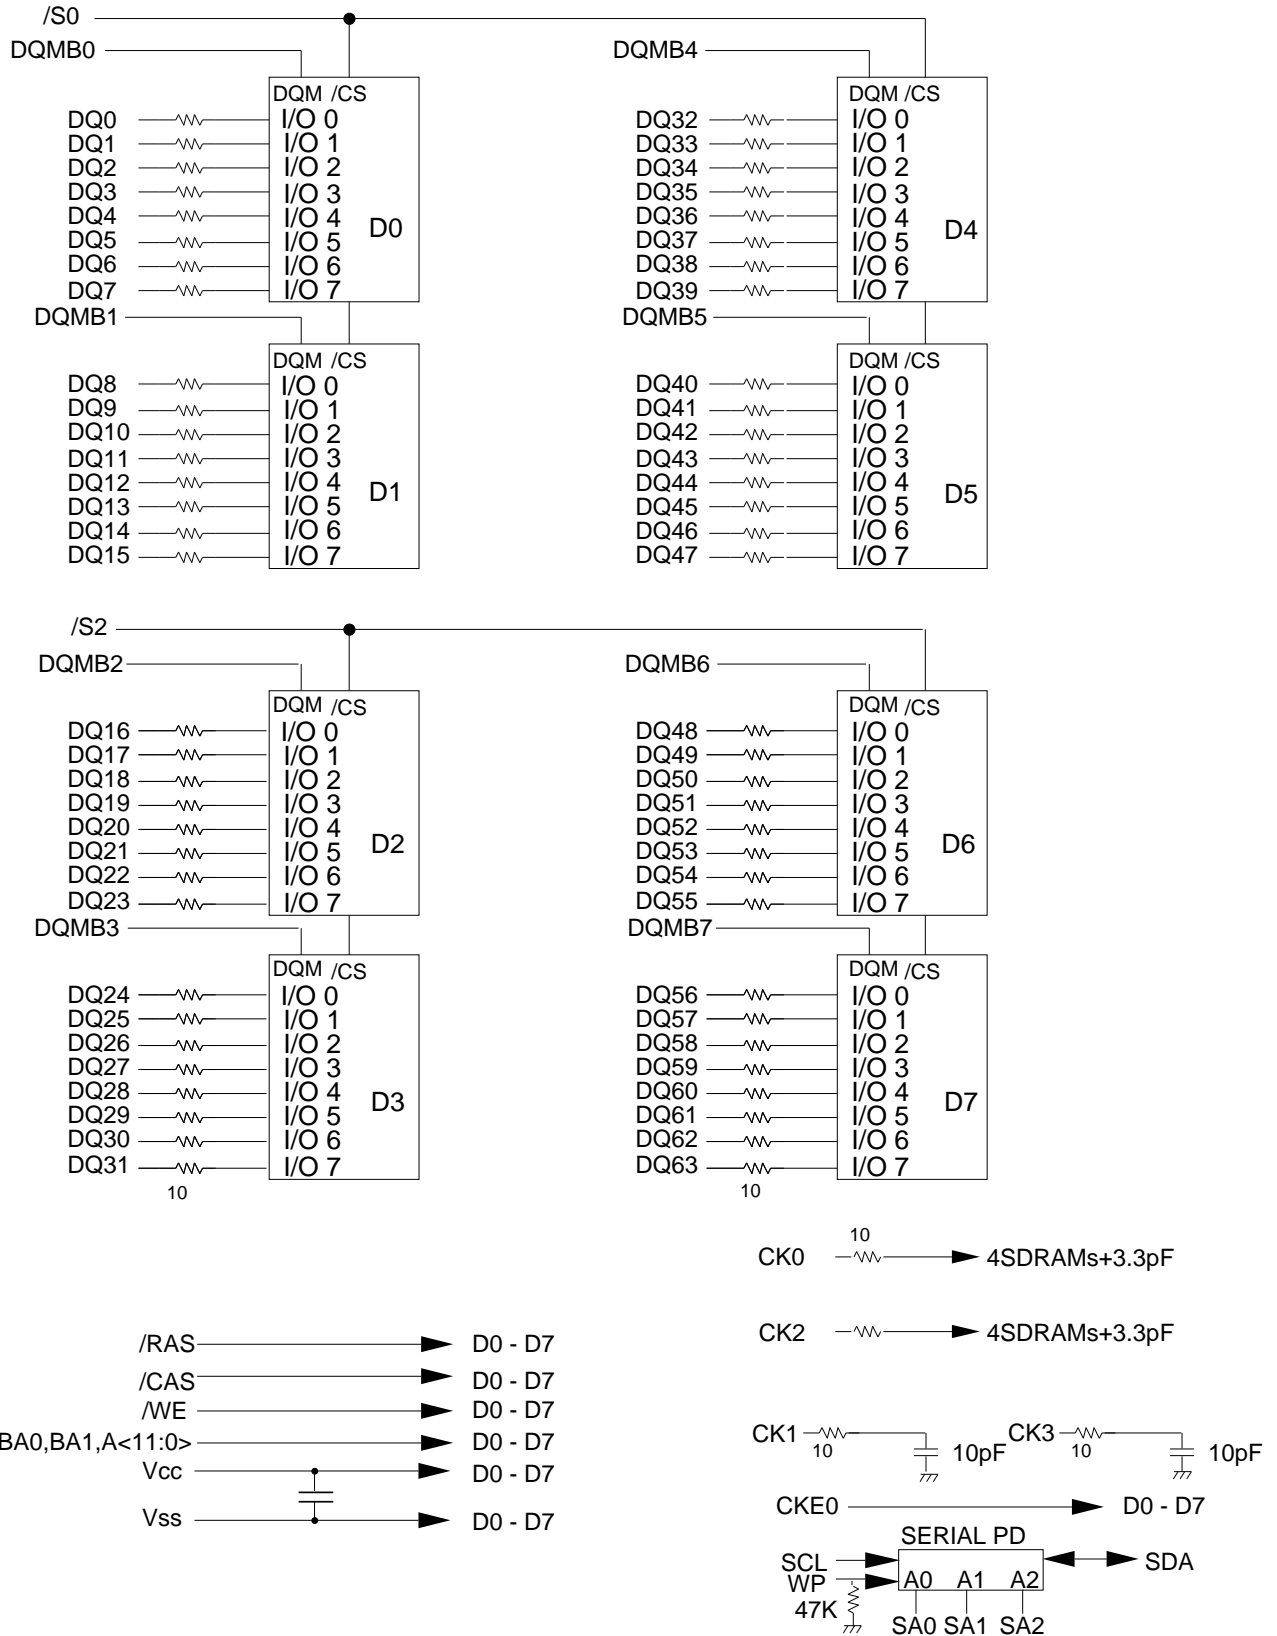 /S0
DQMB0
DQM /CS
DQ0 I/O 0
DQ1 I/O 1
DQ2 I/O 2
DQ3 I/O 3
DQ4 I/O 4
DQ5 I/O 5
DQ6 I/O 6
DQ7 I/O 7
D0
DQMB4
DQM /CS
DQ32 I/O 0
DQ33 I/O 1
DQ34 I/O 2
DQ35 I/O 3
DQ36 I/O 4
DQ37 I/O 5
DQ38 I/O 6
DQ39 I/O 7
D4
DQMB1
DQM /CS
DQ8 I/O 0
DQ9 I/O 1
DQ10 I/O 2
DQ11 I/O 3
DQ12 I/O 4
DQ13 I/O 5
DQ14 I/O 6
DQ15 I/O 7
D1
DQMB5
DQM /CS
DQ40 I/O 0
DQ41 I/O 1
DQ42 I/O 2
DQ43 I/O 3
DQ44 I/O 4
DQ45 I/O 5
DQ46 I/O 6
DQ47 I/O 7
D5
/S2
DQMB2
DQM /CS
DQ16 I/O 0
DQ17 I/O 1
DQ18 I/O 2
DQ19 I/O 3
DQ20 I/O 4
DQ21 I/O 5
DQ22 I/O 6
DQ23 I/O 7
D2
DQMB6
DQM /CS
DQ48 I/O 0
DQ49 I/O 1
DQ50 I/O 2
DQ51 I/O 3
DQ52 I/O 4
DQ53 I/O 5
DQ54 I/O 6
DQ55 I/O 7
D6
DQMB3
DQM /CS
DQ24 I/O 0
DQ25 I/O 1
DQ26 I/O 2
DQ27 I/O 3
DQ28 I/O 4
DQ29 I/O 5
DQ30 I/O 6
DQ31 I/O 7
D3
10
DQMB7
DQM /CS
DQ56 I/O 0
DQ57 I/O 1
DQ58 I/O 2
DQ59 I/O 3
DQ60 I/O 4
DQ61 I/O 5
DQ62 I/O 6
DQ63 I/O 7
D7
10
10
CK0 4SDRAMs+3.3pF
CK2 4SDRAMs+3.3pF
/RAS D0 - D7
/CAS D0 - D7
/WE D0 - D7
BA0,BA1,A<11:0> D0 - D7
Vcc D0 - D7
Vss D0 - D7
CK1 10 10pF
CK3 10 10pF
CKE0 D0 - D7
SERIAL PD
SCL SDA
WP A0 A1 A2
47K
SA0 SA1 SA2